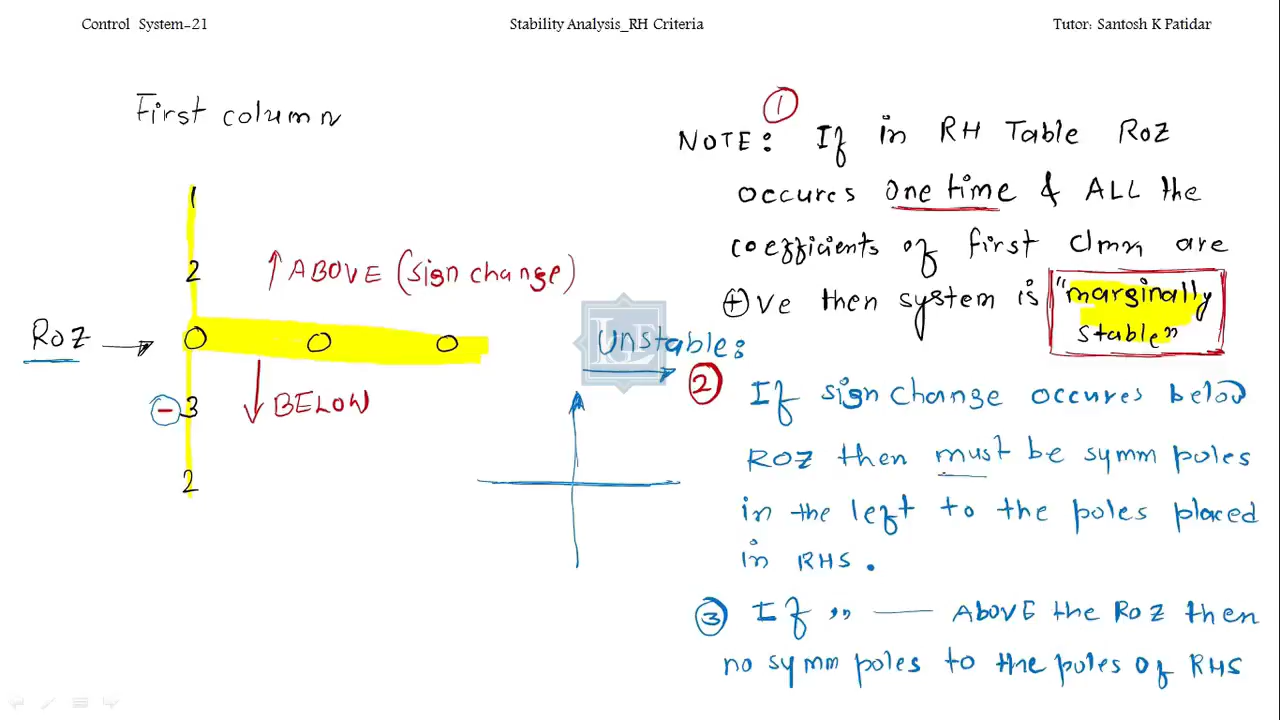 Control System-21
Stability Analysis_RH Criteria
Tutor: Santosh K Patidar
First column
1
2
↑ ABOVE (sign change)
ROZ → 0 0 0
↓ BELOW
- 3
2
①
NOTE: If in RH Table ROZ
occures one time & ALL the
coefficients of first clmn are
+ve then system is "marginally
stable"
Unstable:
② If sign change occures below
ROZ then must be symm poles
in the left to the poles placed
in RHS.
③ If ,, — ABOVE the ROZ then
no symm poles to the poles of RHS